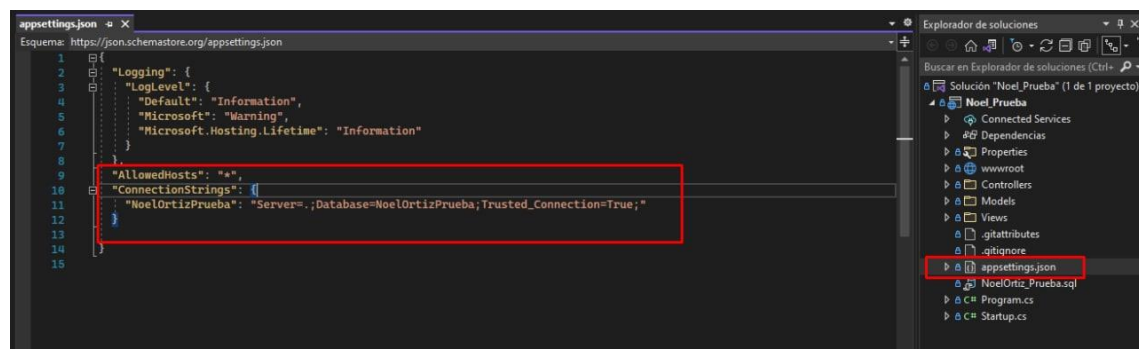 appsettings.json
Esquema: https://json.schemastore.org/appsettings.json
1 {
2 "Logging": {
3 "LogLevel": {
4 "Default": "Information",
5 "Microsoft": "Warning",
6 "Microsoft.Hosting.Lifetime": "Information"
7 }
8 },
9 "AllowedHosts": "*",
10 "ConnectionStrings": {
11 "NoelOrtizPrueba": "Server=.;Database=NoelOrtizPrueba;Trusted_Connection=True;"
12 }
13
14 }
15
Explorador de soluciones
Buscar en Explorador de soluciones (Ctrl+
Solución "Noel_Prueba" (1 de 1 proyecto)
Noel_Prueba
Connected Services
Dependencias
Properties
wwwroot
Controllers
Models
Views
.gitattributes
.gitignore
appsettings.json
NoelOrtiz_Prueba.sql
C# Program.cs
C# Startup.cs